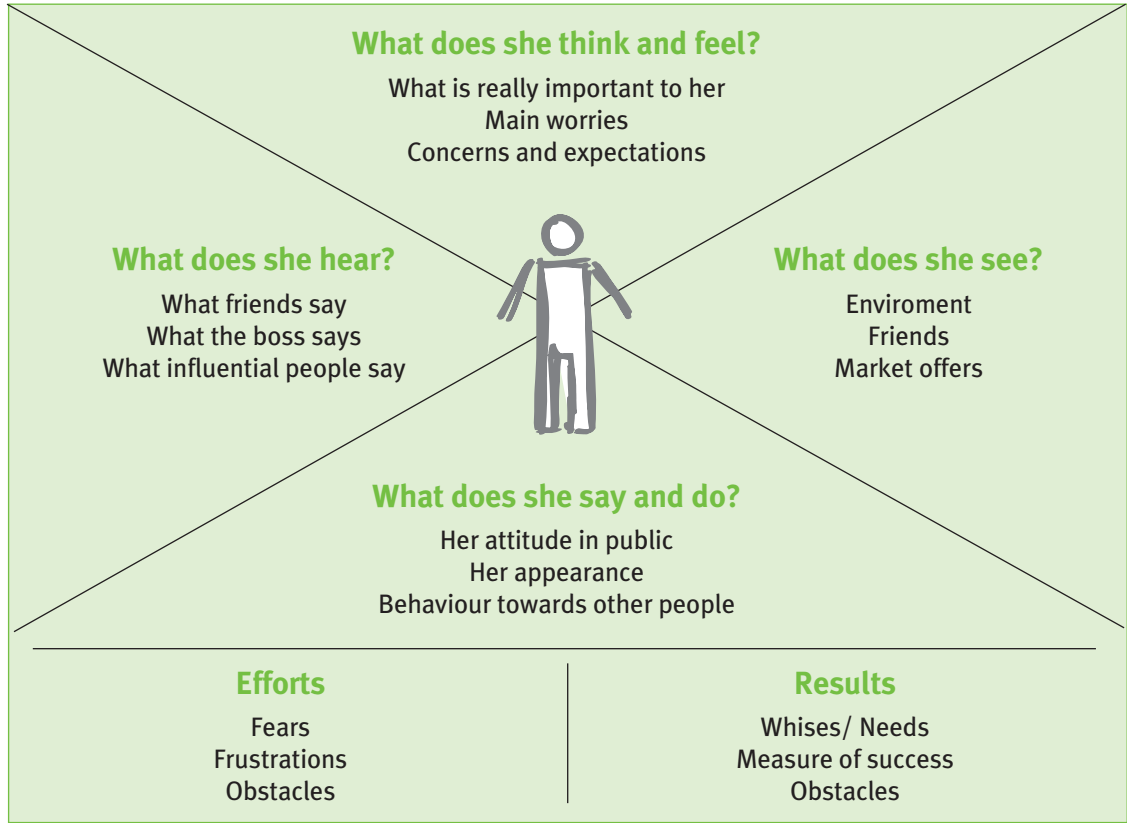 What does she think and feel?
What is really important to her
Main worries
Concerns and expectations
What does she hear?
What friends say
What the boss says
What influential people say
What does she see?
Enviroment
Friends
Market offers
What does she say and do?
Her attitude in public
Her appearance
Behaviour towards other people
Efforts
Fears
Frustrations
Obstacles
Results
Whises/ Needs
Measure of success
Obstacles